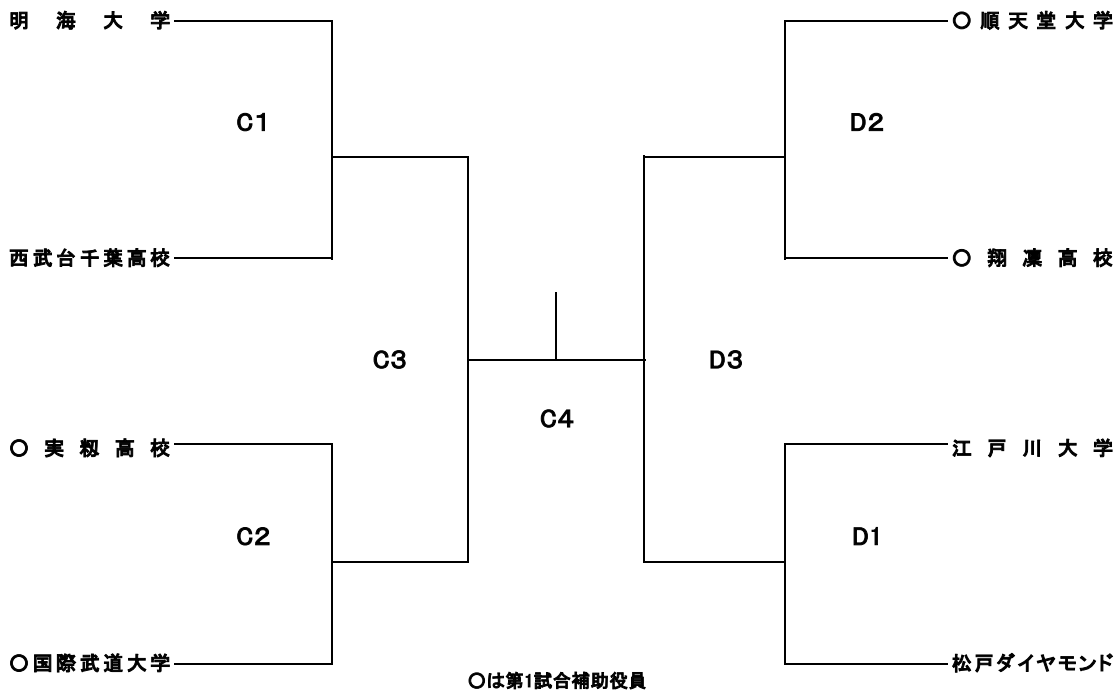 明海大学
○順天堂大学
C1
D2
西武台千葉高校
○翔凜高校
C3
D3
C4
○実籾高校
江戸川大学
C2
D1
○国際武道大学
松戸ダイヤモンド
○は第1試合補助役員